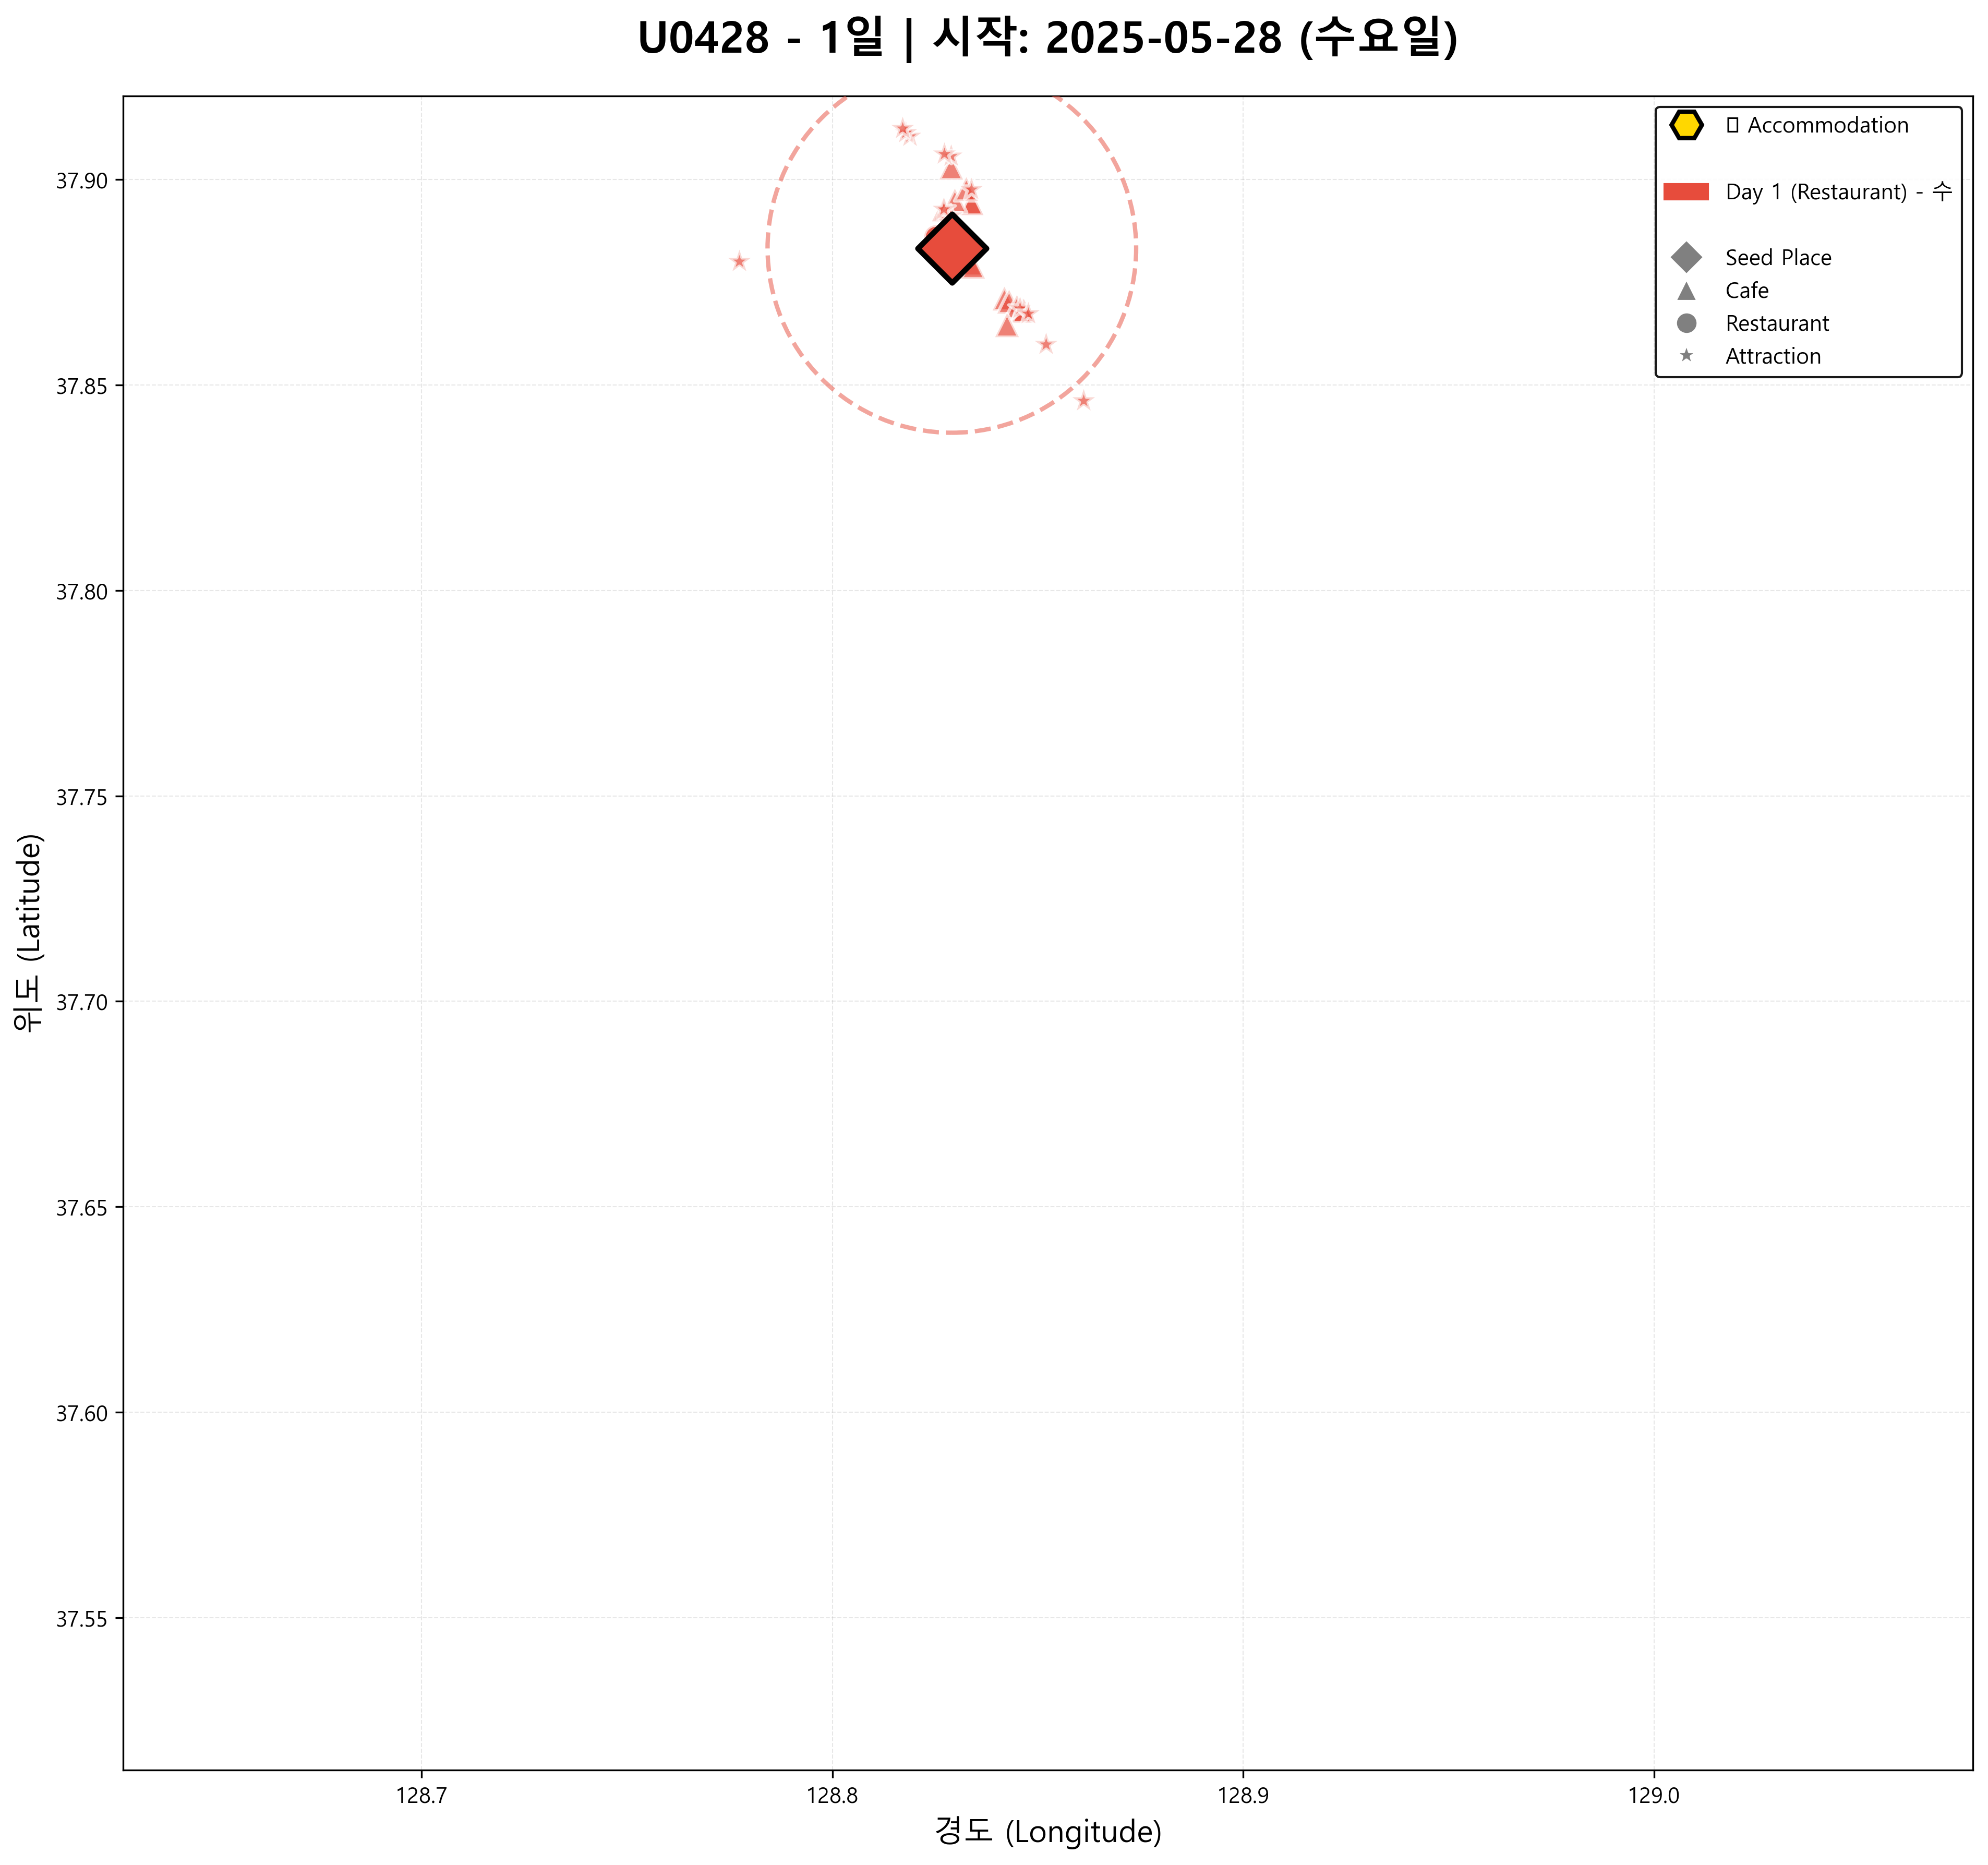 U0428 - 1일 | 시작: 2025-05-28 (수요일)
□ Accommodation
Day 1 (Restaurant) - 수
Seed Place
Cafe
Restaurant
Attraction
37.90
37.85
37.80
37.75
37.70
37.65
37.60
37.55
위도 (Latitude)
128.7
128.8
128.9
129.0
경도 (Longitude)